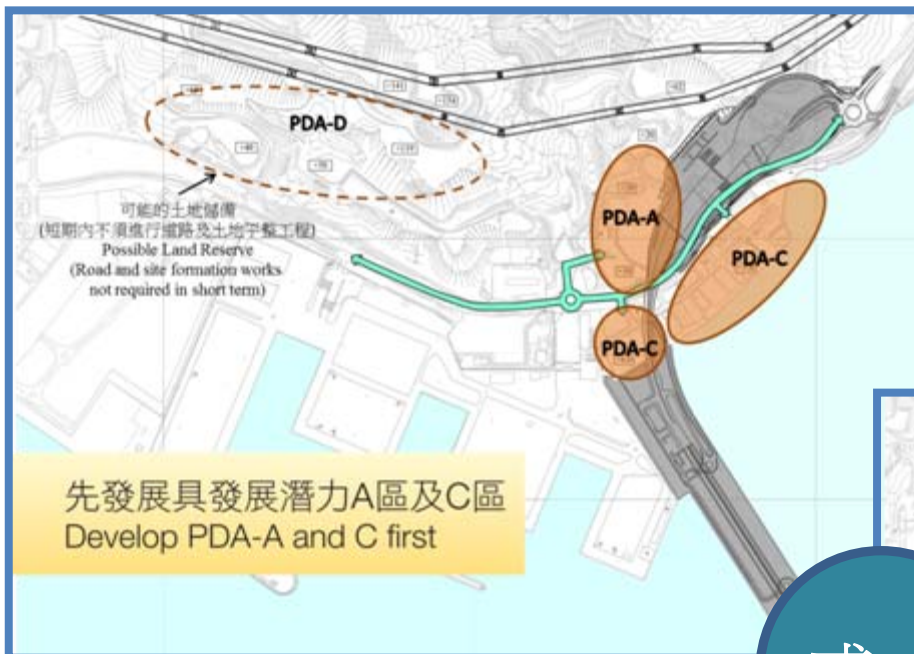 PDA-D
可能的土地儲備
(短期內不須進行道路及土地平整工程)
Possible Land Reserve
(Road and site formation works
not required in short term)
PDA-A
PDA-C
PDA-C
先發展具發展潛力A區及C區
Develop PDA-A and C first